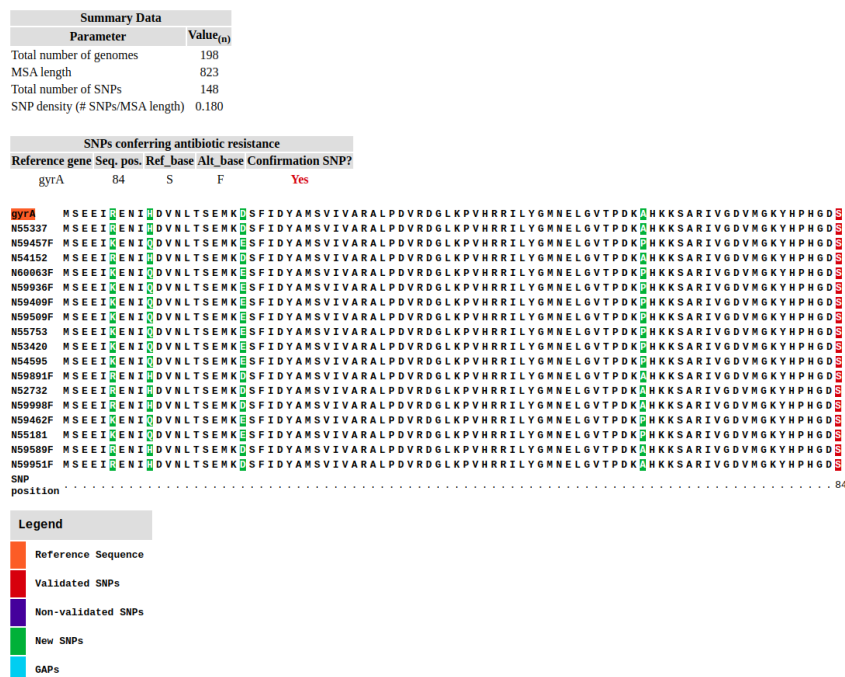 Summary Data
Parameter Value(n)
Total number of genomes 198
MSA length 823
Total number of SNPs 148
SNP density (# SNPs/MSA length) 0.180
SNPs conferring antibiotic resistance
Reference gene Seq. pos. Ref_base Alt_base Confirmation SNP?
gyrA 84 S F Yes
gyrA MSEEIRENIHDVNLTSEMKDSFIDYAMSVIVARALPDVRDGLKPVHRRILYGMNELGVTPDKAHKKSARIVGDVMGKYHPHGDS
N55337 MSEEIRENIHDVNLTSEMKDSFIDYAMSVIVARALPDVRDGLKPVHRRILYGMNELGVTPDKAHKKSARIVGDVMGKYHPHGDS
N59457F MSEEIKENIQDVNLTSEMKESFIDYAMSVIVARALPDVRDGLKPVHRRILYGMNELGVTPDKPHKKSARIVGDVMGKYHPHGDS
N54152 MSEEIRENIHDVNLTSEMKDSFIDYAMSVIVARALPDVRDGLKPVHRRILYGMNELGVTPDKAHKKSARIVGDVMGKYHPHGDS
N60063F MSEEIKENIQDVNLTSEMKESFIDYAMSVIVARALPDVRDGLKPVHRRILYGMNELGVTPDKPHKKSARIVGDVMGKYHPHGDS
N59936F MSEEIKENIQDVNLTSEMKESFIDYAMSVIVARALPDVRDGLKPVHRRILYGMNELGVTPDKPHKKSARIVGDVMGKYHPHGDS
N59409F MSEEIKENIQDVNLTSEMKESFIDYAMSVIVARALPDVRDGLKPVHRRILYGMNELGVTPDKPHKKSARIVGDVMGKYHPHGDS
N59509F MSEEIKENIQDVNLTSEMKESFIDYAMSVIVARALPDVRDGLKPVHRRILYGMNELGVTPDKPHKKSARIVGDVMGKYHPHGDS
N55753 MSEEIKENIQDVNLTSEMKESFIDYAMSVIVARALPDVRDGLKPVHRRILYGMNELGVTPDKPHKKSARIVGDVMGKYHPHGDS
N53420 MSEEIKENIQDVNLTSEMKESFIDYAMSVIVARALPDVRDGLKPVHRRILYGMNELGVTPDKPHKKSARIVGDVMGKYHPHGDS
N54595 MSEEIKENIQDVNLTSEMKESFIDYAMSVIVARALPDVRDGLKPVHRRILYGMNELGVTPDKPHKKSARIVGDVMGKYHPHGDS
N59891F MSEEIRENIHDVNLTSEMKDSFIDYAMSVIVARALPDVRDGLKPVHRRILYGMNELGVTPDKAHKKSARIVGDVMGKYHPHGDS
N52732 MSEEIRENIHDVNLTSEMKDSFIDYAMSVIVARALPDVRDGLKPVHRRILYGMNELGVTPDKAHKKSARIVGDVMGKYHPHGDS
N59998F MSEEIRENIHDVNLTSEMKDSFIDYAMSVIVARALPDVRDGLKPVHRRILYGMNELGVTPDKAHKKSARIVGDVMGKYHPHGDS
N59462F MSEEIKENIQDVNLTSEMKESFIDYAMSVIVARALPDVRDGLKPVHRRILYGMNELGVTPDKPHKKSARIVGDVMGKYHPHGDS
N55181 MSEEIKENIQDVNLTSEMKESFIDYAMSVIVARALPDVRDGLKPVHRRILYGMNELGVTPDKPHKKSARIVGDVMGKYHPHGDS
N59589F MSEEIRENIHDVNLTSEMKDSFIDYAMSVIVARALPDVRDGLKPVHRRILYGMNELGVTPDKAHKKSARIVGDVMGKYHPHGDS
N59951F MSEEIRENIHDVNLTSEMKDSFIDYAMSVIVARALPDVRDGLKPVHRRILYGMNELGVTPDKAHKKSARIVGDVMGKYHPHGDS
SNP
position ...................................................................................84
Legend
Reference Sequence
Validated SNPs
Non-validated SNPs
New SNPs
GAPs